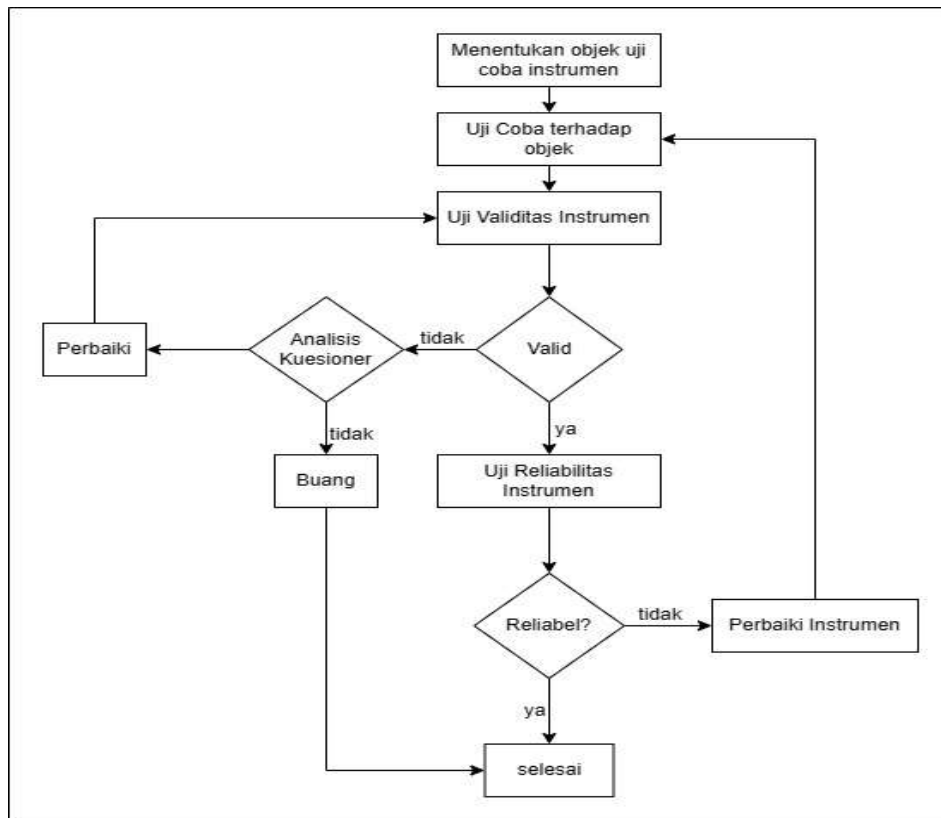 Menentukan objek uji
coba instrumen
Uji Coba terhadap
objek
Uji Validitas Instrumen
Perbaiki
Analisis
Kuesioner
tidak
Valid
tidak
ya
Buang
Uji Reliabilitas
Instrumen
Reliabel?
tidak
Perbaiki Instrumen
ya
selesai